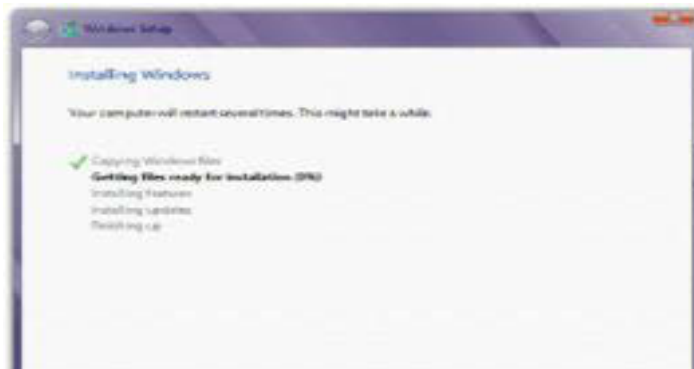 Windows Setup
Installing Windows
Your computer will restart several times. This might take a while.
Copying Windows files
Getting files ready for installation (0%)
Installing features
Installing updates
Finishing up